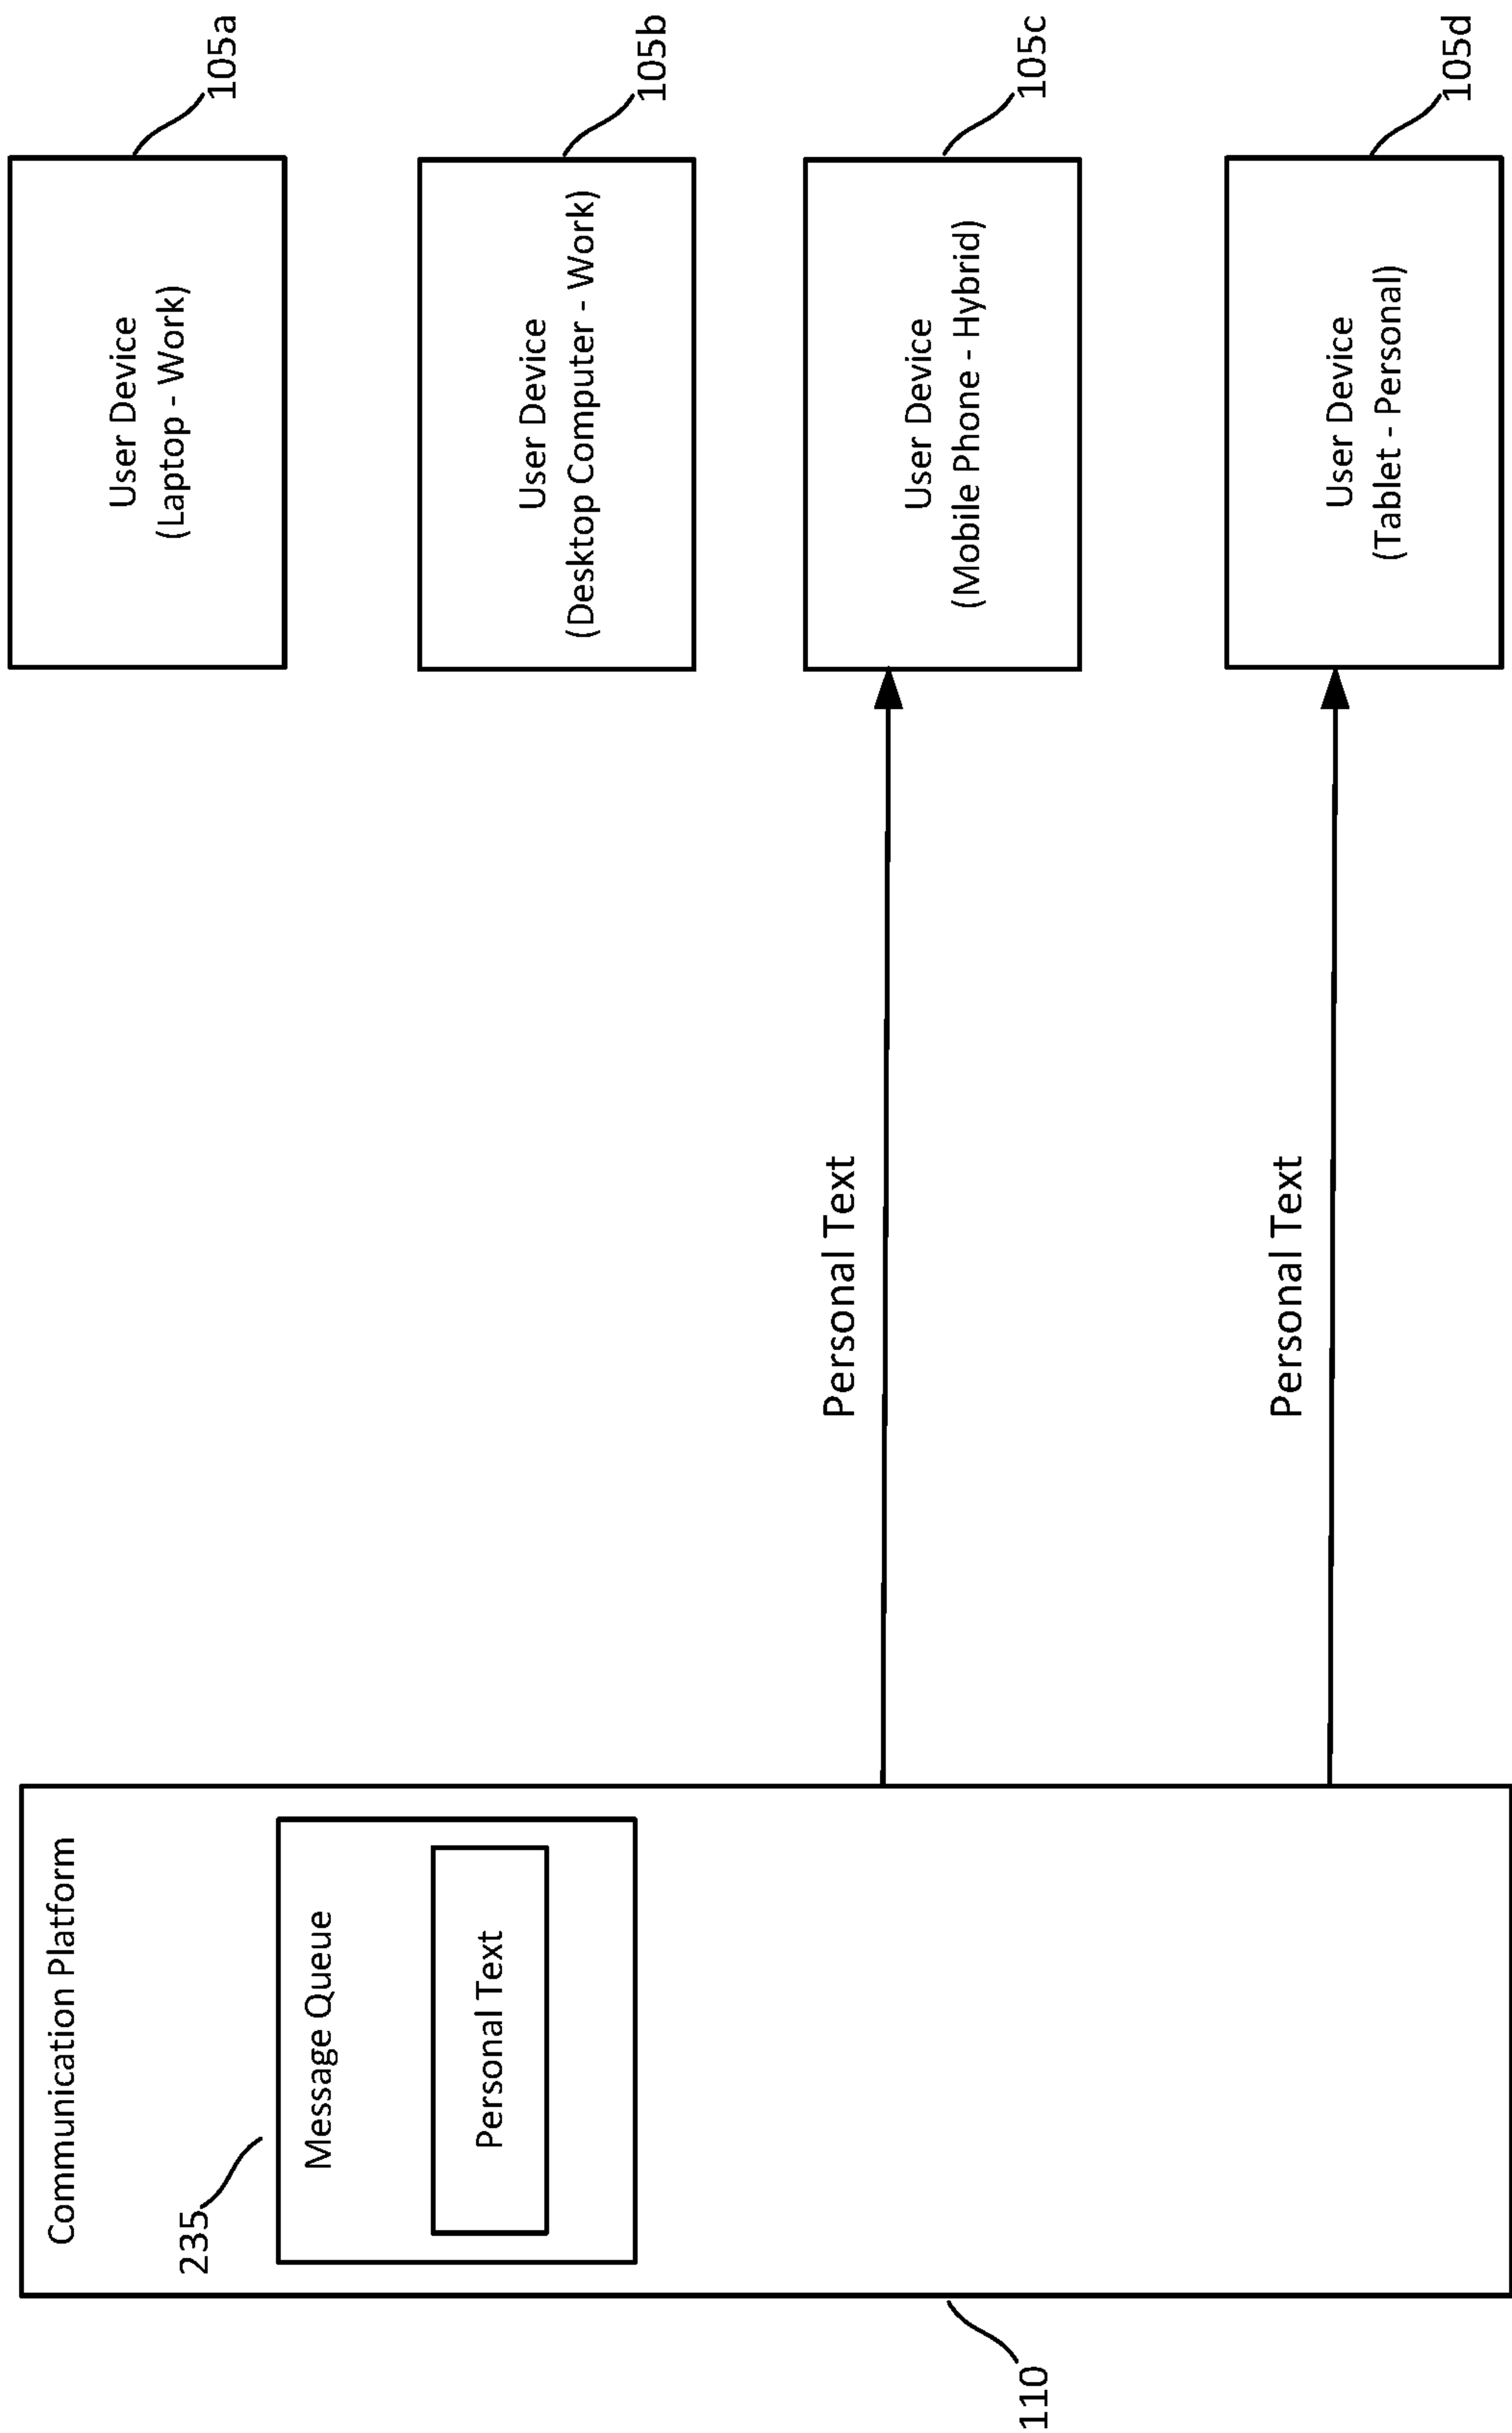 Communication Platform
235
Message Queue
Personal Text
110
Personal Text
Personal Text
User Device
(Laptop - Work)
105a
User Device
(Desktop Computer - Work)
105b
User Device
(Mobile Phone - Hybrid)
105c
User Device
(Tablet - Personal)
105d